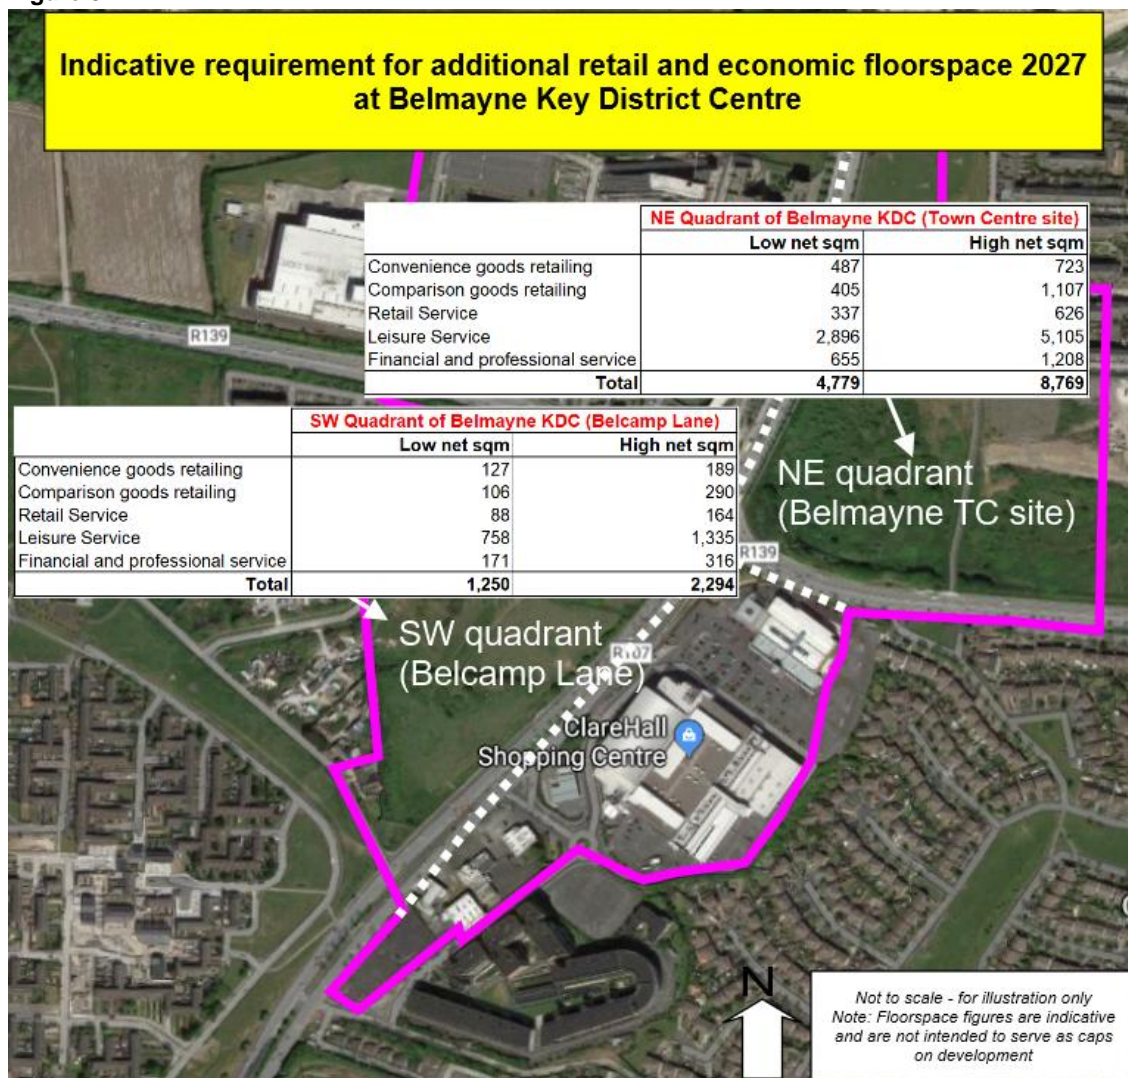 Indicative requirement for additional retail and economic floorspace 2027
at Belmayne Key District Centre
NE Quadrant of Belmayne KDC (Town Centre site)
Low net sqm High net sqm
Convenience goods retailing 487 723
Comparison goods retailing 405 1,107
Retail Service 337 626
Leisure Service 2,896 5,105
Financial and professional service 655 1,208
Total 4,779 8,769
R139
SW Quadrant of Belmayne KDC (Belcamp Lane)
Low net sqm High net sqm
Convenience goods retailing 127 189
Comparison goods retailing 106 290
Retail Service 88 164
Leisure Service 758 1,335
Financial and professional service 171 316
Total 1,250 2,294
NE quadrant
(Belmayne TC site)
R139
SW quadrant
(Belcamp Lane)
R107
ClareHall
Shopping Centre
N
Not to scale - for illustration only
Note: Floorspace figures are indicative
and are not intended to serve as caps
on development